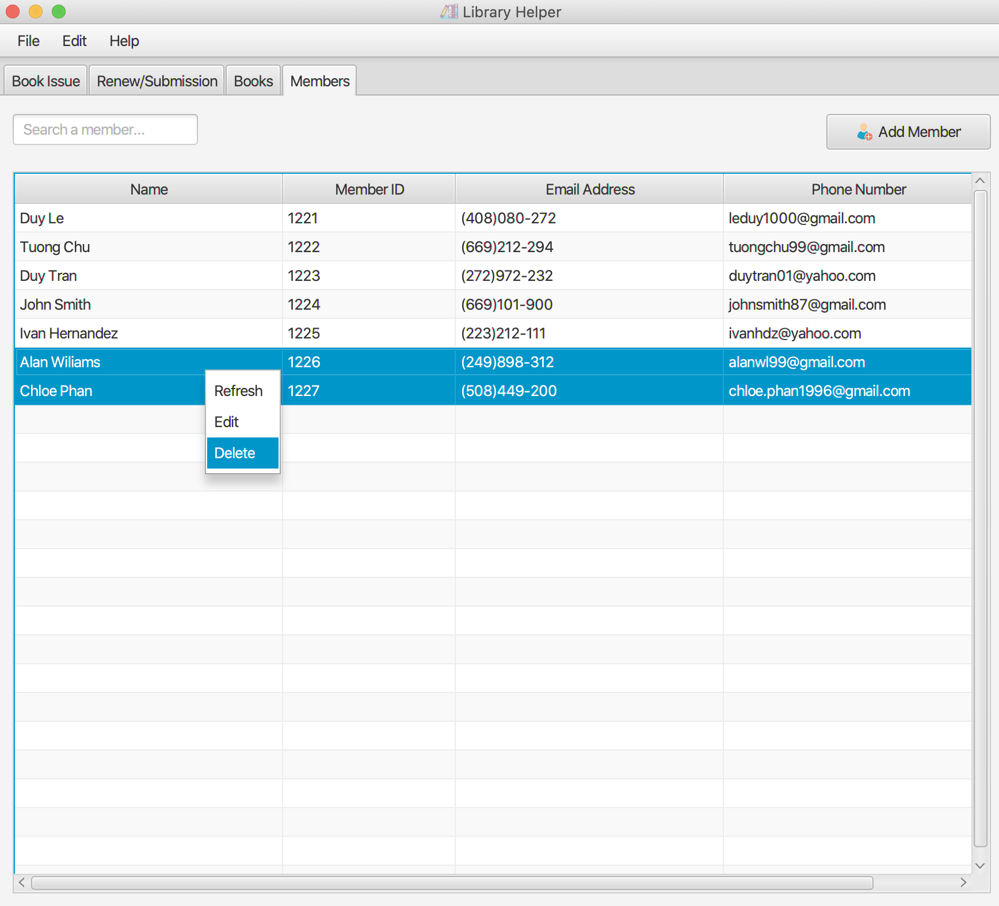 Library Helper
File Edit Help
Book Issue Renew/Submission Books Members
Search a member... Add Member
Name Member ID Email Address Phone Number
Duy Le 1221 (408)080-272 leduy1000@gmail.com
Tuong Chu 1222 (669)212-294 tuongchu99@gmail.com
Duy Tran 1223 (272)972-232 duytran01@yahoo.com
John Smith 1224 (669)101-900 johnsmith87@gmail.com
Ivan Hernandez 1225 (223)212-111 ivanhdz@yahoo.com
Alan Wiliams 1226 (249)898-312 alanwl99@gmail.com
Chloe Phan 1227 (508)449-200 chloe.phan1996@gmail.com
Refresh
Edit
Delete